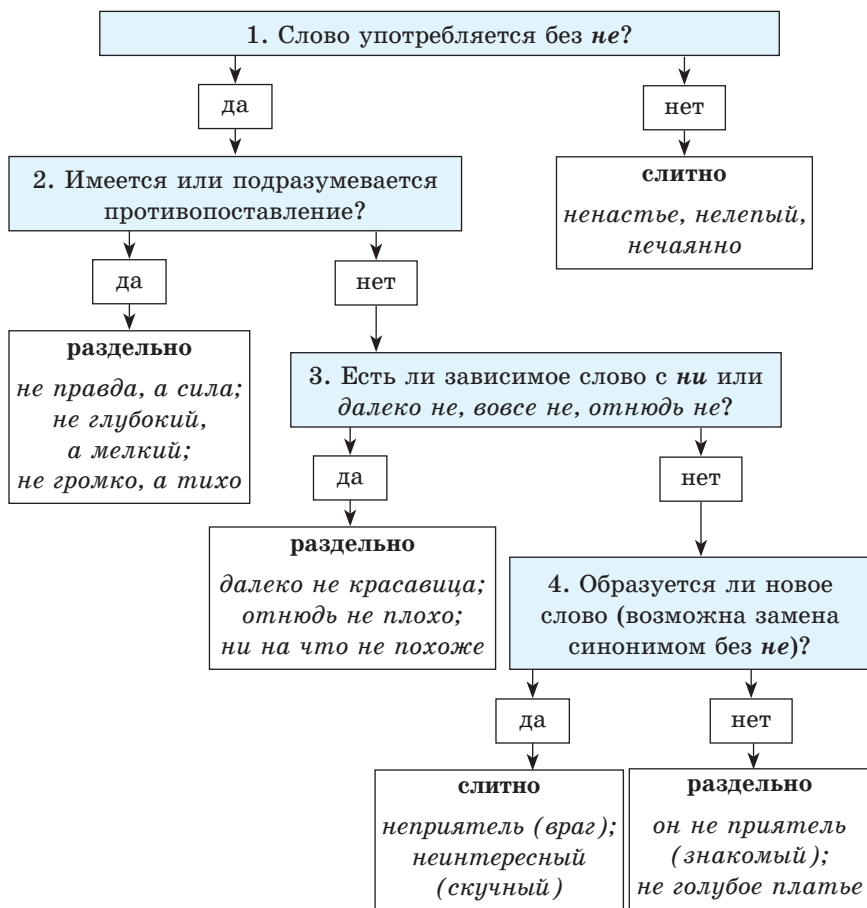 1. Слово употребляется без не?
да
нет
2. Имеется или подразумевается
противопоставление?
слитно
ненастье, нелепый,
нечаянно
да
нет
раздельно
не правда, а сила;
не глубокий,
а мелкий;
не громко, а тихо
3. Есть ли зависимое слово с ни или
далеко не, вовсе не, отнюдь не?
да
нет
раздельно
далеко не красавица;
отнюдь не плохо;
ни на что не похоже
4. Образуется ли новое
слово (возможна замена
синонимом без не)?
да
нет
слитно
неприятель (враг);
неинтересный
(скучный)
раздельно
он не приятель
(знакомый);
не голубое платье